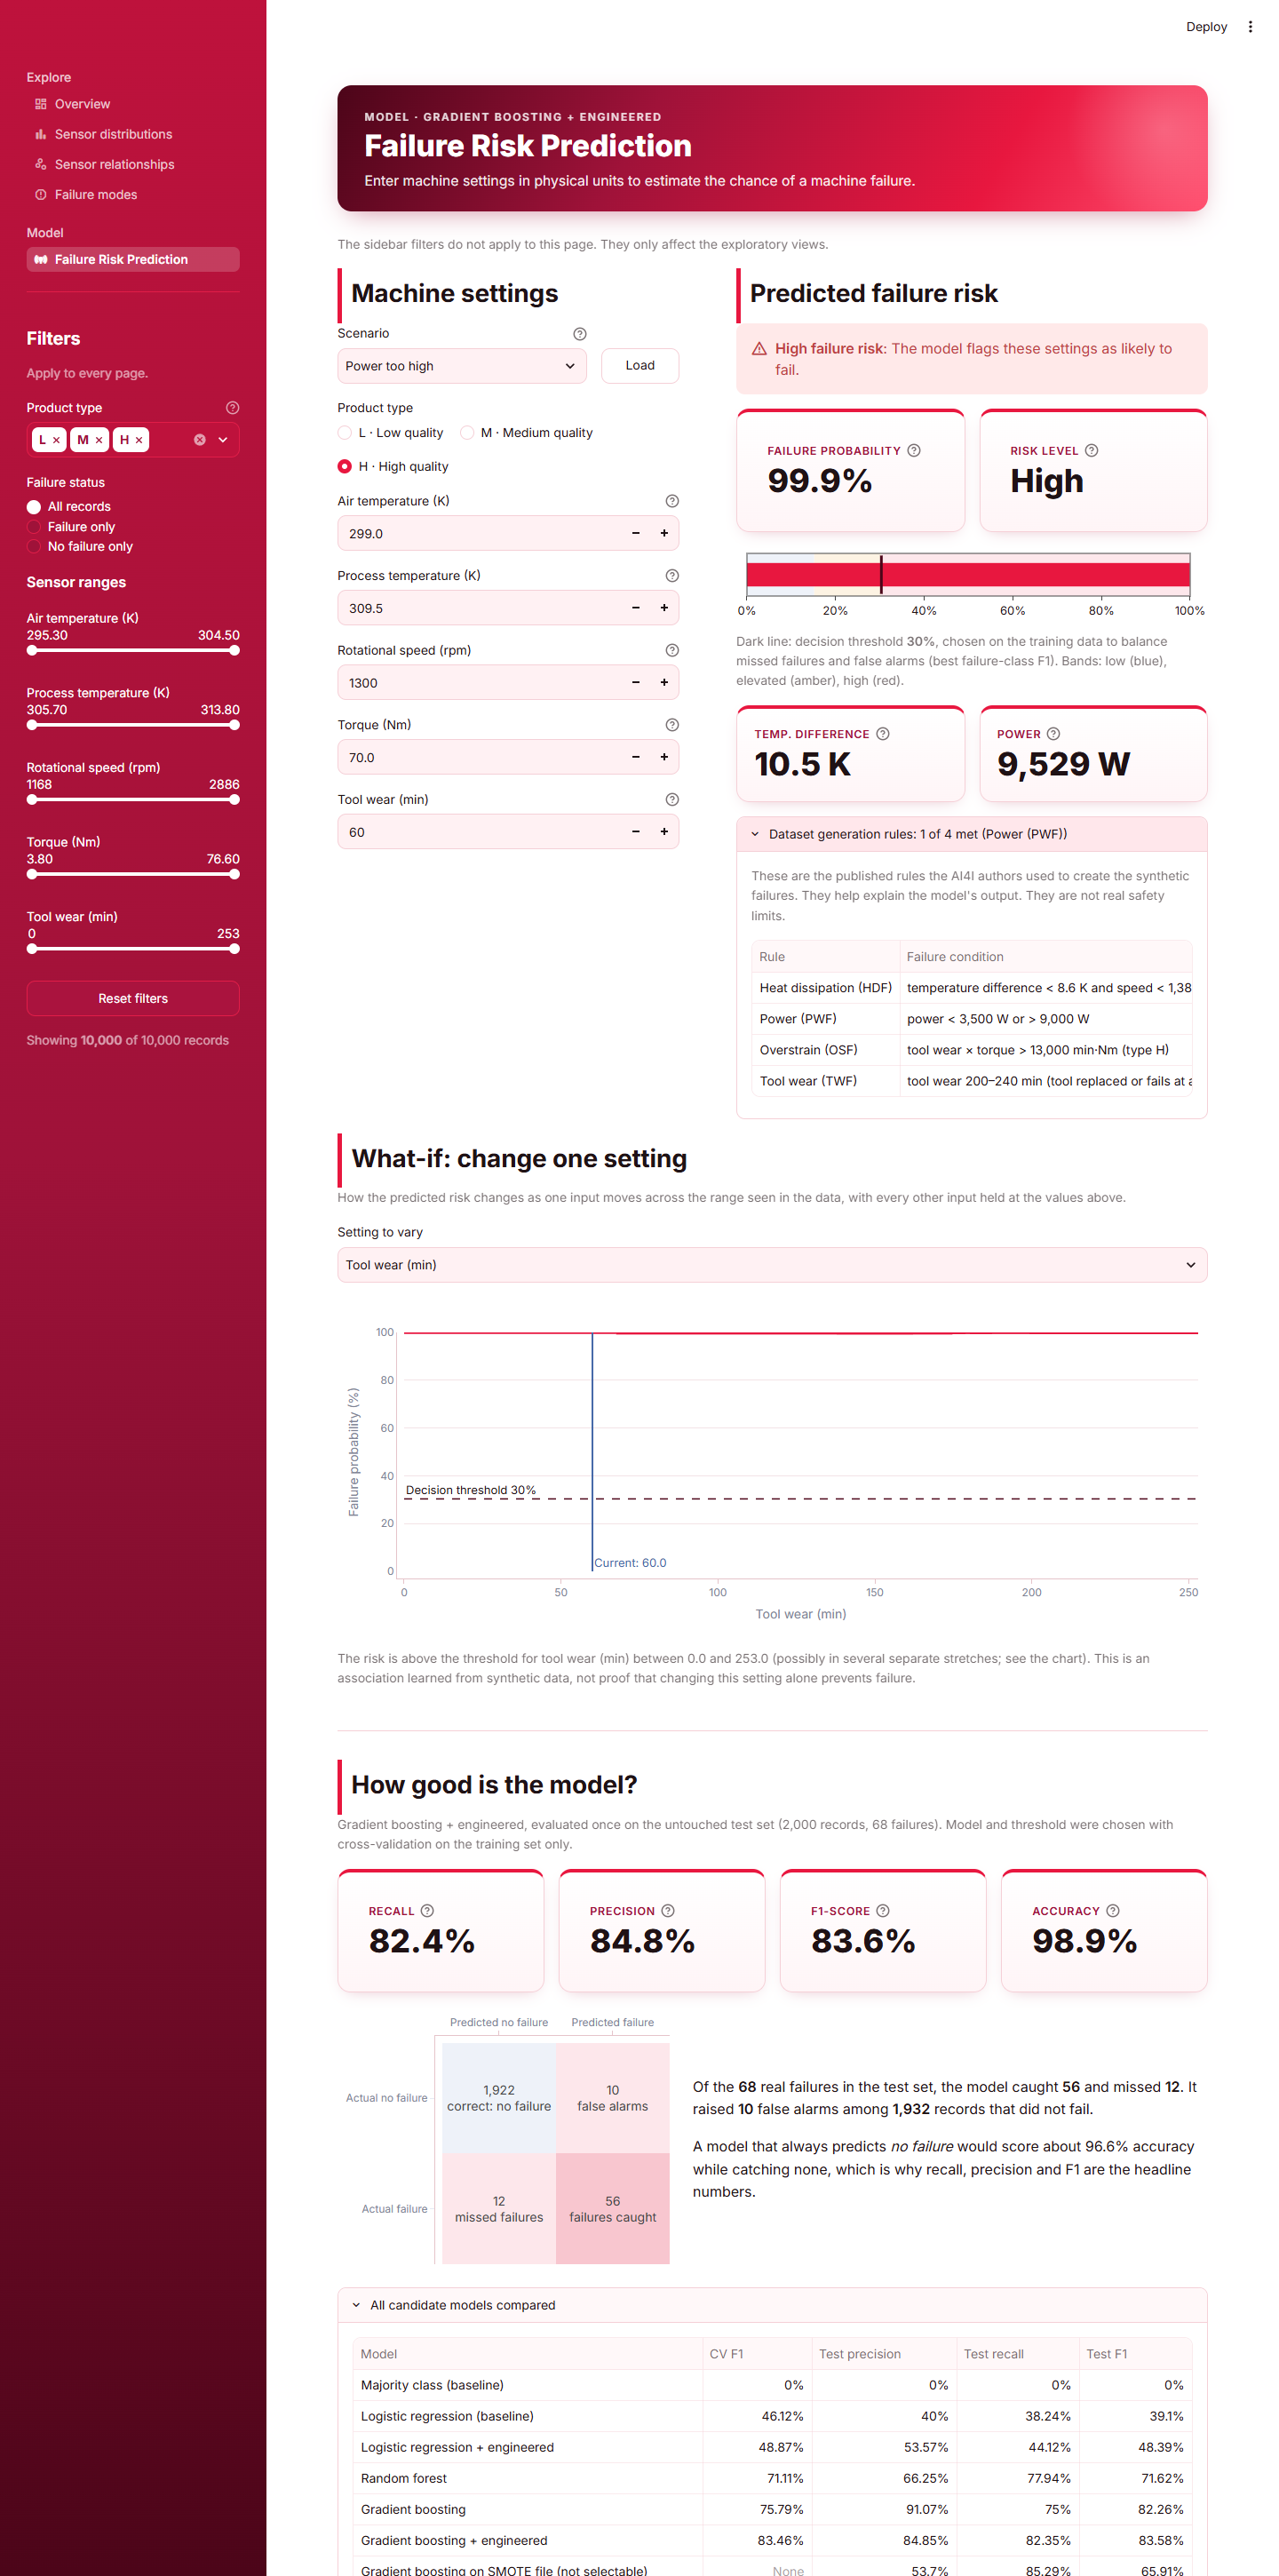 Deploy
Explore
Overview
Sensor distributions
Sensor relationships
Failure modes
Model
Failure Risk Prediction
Filters
Apply to every page.
Product type
L × M × H ×
Failure status
All records
Failure only
No failure only
Sensor ranges
Air temperature (K)
295.30 304.50
Process temperature (K)
305.70 313.80
Rotational speed (rpm)
1168 2886
Torque (Nm)
3.80 76.60
Tool wear (min)
0 253
Reset filters
Showing 10,000 of 10,000 records
MODEL · GRADIENT BOOSTING + ENGINEERED
Failure Risk Prediction
Enter machine settings in physical units to estimate the chance of a machine failure.
The sidebar filters do not apply to this page. They only affect the exploratory views.
Machine settings
Scenario
Power too high
Load
Product type
L · Low quality M · Medium quality
H · High quality
Air temperature (K)
299.0
Process temperature (K)
309.5
Rotational speed (rpm)
1300
Torque (Nm)
70.0
Tool wear (min)
60
Predicted failure risk
High failure risk: The model flags these settings as likely to
fail.
FAILURE PROBABILITY
99.9%
RISK LEVEL
High
0% 20% 40% 60% 80% 100%
Dark line: decision threshold 30%, chosen on the training data to balance
missed failures and false alarms (best failure-class F1). Bands: low (blue),
elevated (amber), high (red).
TEMP. DIFFERENCE
10.5 K
POWER
9,529 W
Dataset generation rules: 1 of 4 met (Power (PWF))
These are the published rules the AI4I authors used to create the synthetic
failures. They help explain the model's output. They are not real safety
limits.
Rule Failure condition
Heat dissipation (HDF) temperature difference < 8.6 K and speed < 1,38
Power (PWF) power < 3,500 W or > 9,000 W
Overstrain (OSF) tool wear × torque > 13,000 min·Nm (type H)
Tool wear (TWF) tool wear 200–240 min (tool replaced or fails at a
What-if: change one setting
How the predicted risk changes as one input moves across the range seen in the data, with every other input held at the values above.
Setting to vary
Tool wear (min)
Failure probability (%)
100
80
60
40
20
0
Decision threshold 30%
Current: 60.0
0 50 100 150 200 250
Tool wear (min)
The risk is above the threshold for tool wear (min) between 0.0 and 253.0 (possibly in several separate stretches; see the chart). This is an
association learned from synthetic data, not proof that changing this setting alone prevents failure.
How good is the model?
Gradient boosting + engineered, evaluated once on the untouched test set (2,000 records, 68 failures). Model and threshold were chosen with
cross-validation on the training set only.
RECALL
82.4%
PRECISION
84.8%
F1-SCORE
83.6%
ACCURACY
98.9%
Predicted no failure Predicted failure
Actual no failure
1,922
correct: no failure
10
false alarms
Actual failure
12
missed failures
56
failures caught
Of the 68 real failures in the test set, the model caught 56 and missed 12. It
raised 10 false alarms among 1,932 records that did not fail.
A model that always predicts no failure would score about 96.6% accuracy
while catching none, which is why recall, precision and F1 are the headline
numbers.
All candidate models compared
Model CV F1 Test precision Test recall Test F1
Majority class (baseline) 0% 0% 0% 0%
Logistic regression (baseline) 46.12% 40% 38.24% 39.1%
Logistic regression + engineered 48.87% 53.57% 44.12% 48.39%
Random forest 71.11% 66.25% 77.94% 71.62%
Gradient boosting 75.79% 91.07% 75% 82.26%
Gradient boosting + engineered 83.46% 84.85% 82.35% 83.58%
Gradient boosting on SMOTE file (not selectable) None 53.7% 85.29% 65.91%